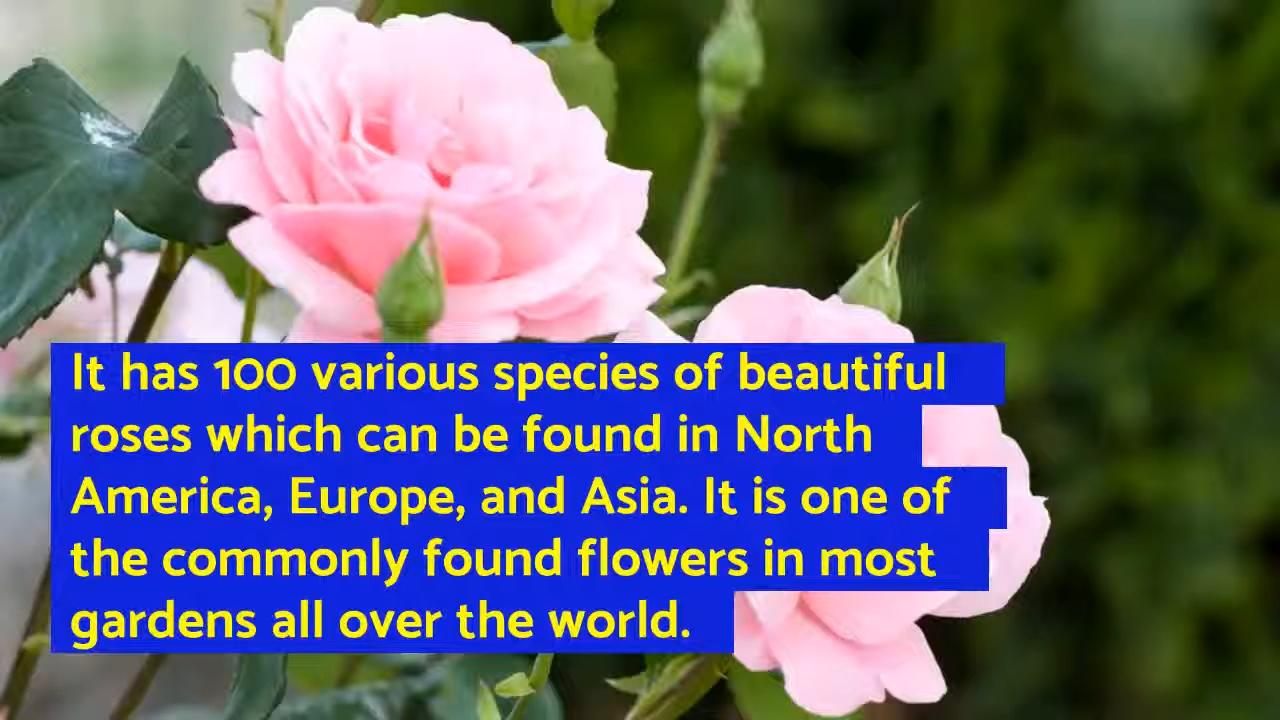 It has 100 various species of beautiful
roses which can be found in North
America, Europe, and Asia. It is one of
the commonly found flowers in most
gardens all over the world.